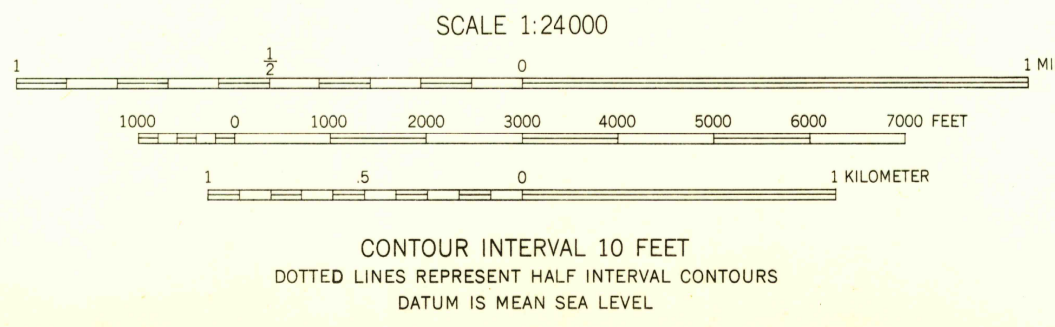 SCALE 1:24000
1 1/2 0 1 MI
1000 0 1000 2000 3000 4000 5000 6000 7000 FEET
1 .5 0 1 KILOMETER
CONTOUR INTERVAL 10 FEET
DOTTED LINES REPRESENT HALF INTERVAL CONTOURS
DATUM IS MEAN SEA LEVEL